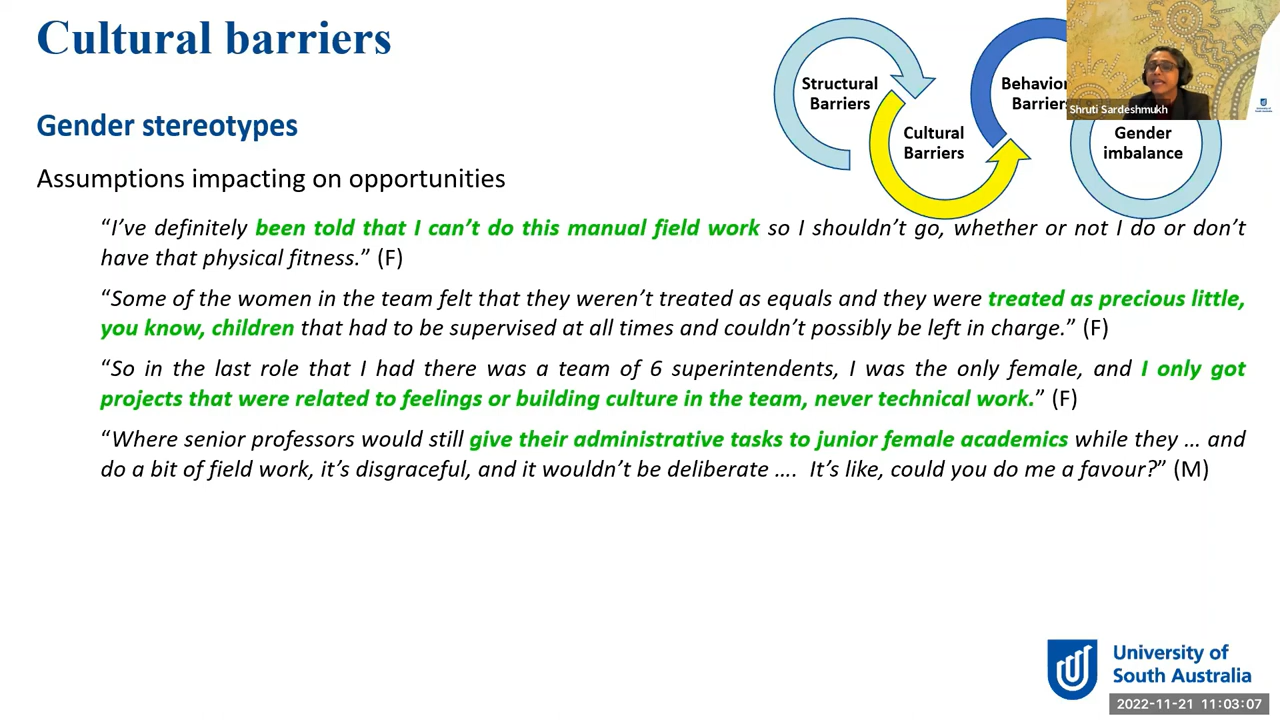 Cultural barriers
Structural
Barriers
Cultural
Barriers
Barriers
Gender
imbalance
Shruti Sardeshmukh
Gender stereotypes
Assumptions impacting on opportunities
“I’ve definitely been told that I can’t do this manual field work so I shouldn’t go, whether or not I do or don’t
have that physical fitness.” (F)
“Some of the women in the team felt that they weren’t treated as equals and they were treated as precious little,
you know, children that had to be supervised at all times and couldn’t possibly be left in charge.” (F)
“So in the last role that I had there was a team of 6 superintendents, I was the only female, and I only got
projects that were related to feelings or building culture in the team, never technical work.” (F)
“Where senior professors would still give their administrative tasks to junior female academics while they … and
do a bit of field work, it’s disgraceful, and it wouldn’t be deliberate …. It’s like, could you do me a favour?” (M)
University of
South Australia
2022-11-21 11:03:07